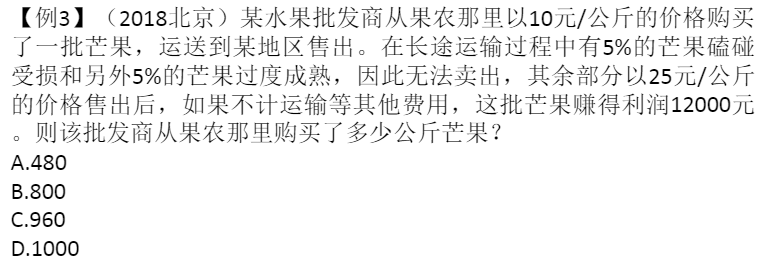 【例3】（2018北京）某水果批发商从果农那里以10元/公斤的价格购买
了一批芒果，运送到某地区售出。在长途运输过程中有5%的芒果磕碰
受损和另外5%的芒果过度成熟，因此无法卖出，其余部分以25元/公斤
的价格售出后，如果不计运输等其他费用，这批芒果赚得利润12000元
。则该批发商从果农那里购买了多少公斤芒果？
A.480
B.800
C.960
D.1000